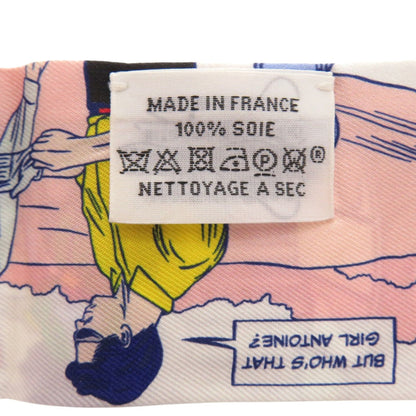 MADE IN FRANCE
100% SOIE
®
NETTOYAGE A SEC
BUT WHO'S THAT
GIRL ANTOINE?